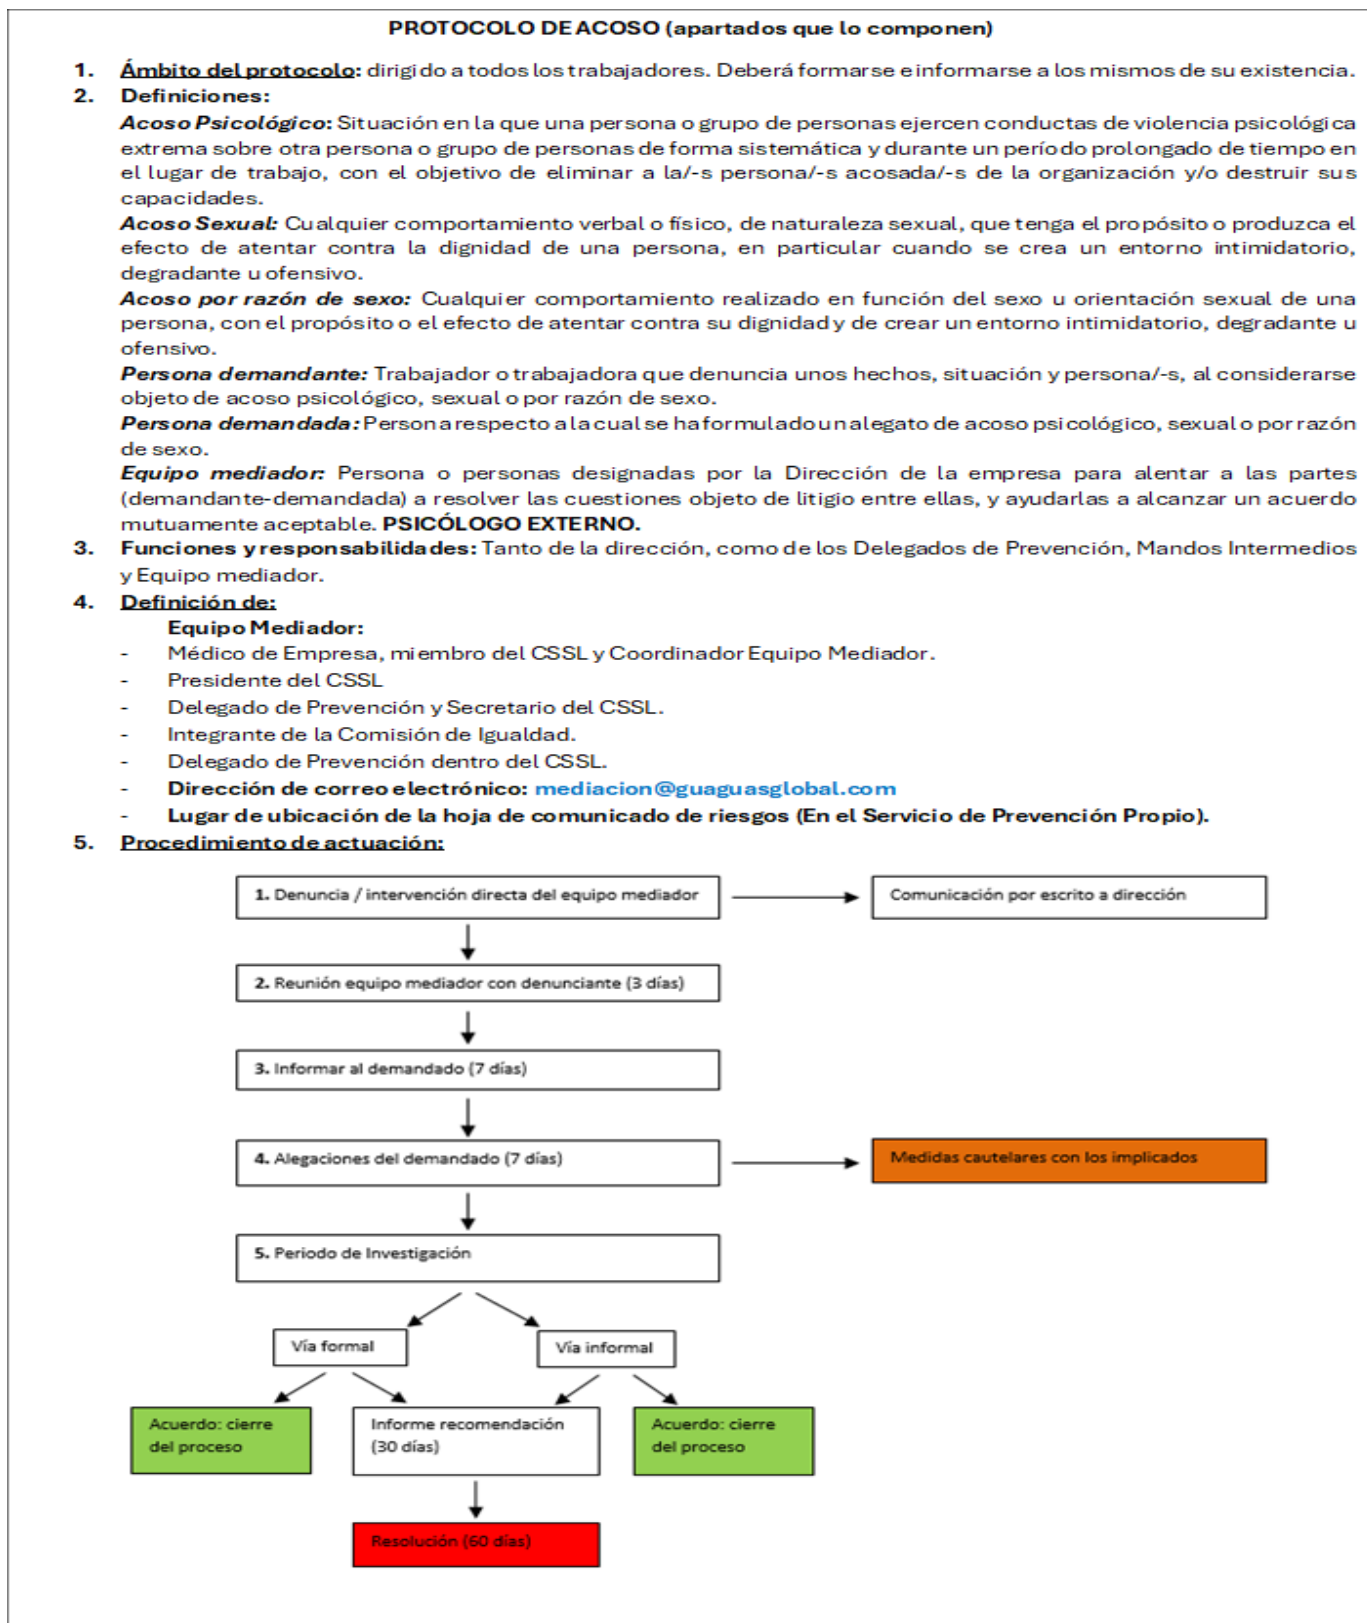 PROTOCOLO DE ACOSO (apartados que lo componen)
1. Ámbito del protocolo: dirigido a todos los trabajadores. Deberá formarse e informarse a los mismos de su existencia.
2. Definiciones:
Acoso Psicológico: Situación en la que una persona o grupo de personas ejercen conductas de violencia psicológica
extrema sobre otra persona o grupo de personas de forma sistemática y durante un período prolongado de tiempo en
el lugar de trabajo, con el objetivo de eliminar a la/-s persona/-s acosada/-s de la organización y/o destruir sus
capacidades.
Acoso Sexual: Cualquier comportamiento verbal o físico, de naturaleza sexual, que tenga el propósito o produzca el
efecto de atentar contra la dignidad de una persona, en particular cuando se crea un entorno intimidatorio,
degradante u ofensivo.
Acoso por razón de sexo: Cualquier comportamiento realizado en función del sexo u orientación sexual de una
persona, con el propósito o el efecto de atentar contra su dignidad y de crear un entorno intimidatorio, degradante u
ofensivo.
Persona demandante: Trabajador o trabajadora que denuncia unos hechos, situación y persona/-s, al considerarse
objeto de acoso psicológico, sexual o por razón de sexo.
Persona demandada: Persona respecto a la cual se ha formulado un alegato de acoso psicológico, sexual o por razón
de sexo.
Equipo mediador: Persona o personas designadas por la Dirección de la empresa para alentar a las partes
(demandante-demandada) a resolver las cuestiones objeto de litigio entre ellas, y ayudarlas a alcanzar un acuerdo
mutuamente aceptable. PSICÓLOGO EXTERNO.
3. Funciones y responsabilidades: Tanto de la dirección, como de los Delegados de Prevención, Mandos Intermedios
y Equipo mediador.
4. Definición de:
Equipo Mediador:
- Médico de Empresa, miembro del CSSL y Coordinador Equipo Mediador.
- Presidente del CSSL
- Delegado de Prevención y Secretario del CSSL.
- Integrante de la Comisión de Igualdad.
- Delegado de Prevención dentro del CSSL.
- Dirección de correo electrónico: mediacion@guaguasglobal.com
- Lugar de ubicación de la hoja de comunicado de riesgos (En el Servicio de Prevención Propio).
5. Procedimiento de actuación:
1. Denuncia / intervención directa del equipo mediador
Comunicación por escrito a dirección
2. Reunión equipo mediador con denunciante (3 días)
3. Informar al demandado (7 días)
4. Alegaciones del demandado (7 días)
Medidas cautelares con los implicados
5. Periodo de Investigación
Vía formal
Vía informal
Acuerdo: cierre
del proceso
Informe recomendación
(30 días)
Acuerdo: cierre
del proceso
Resolución (60 días)